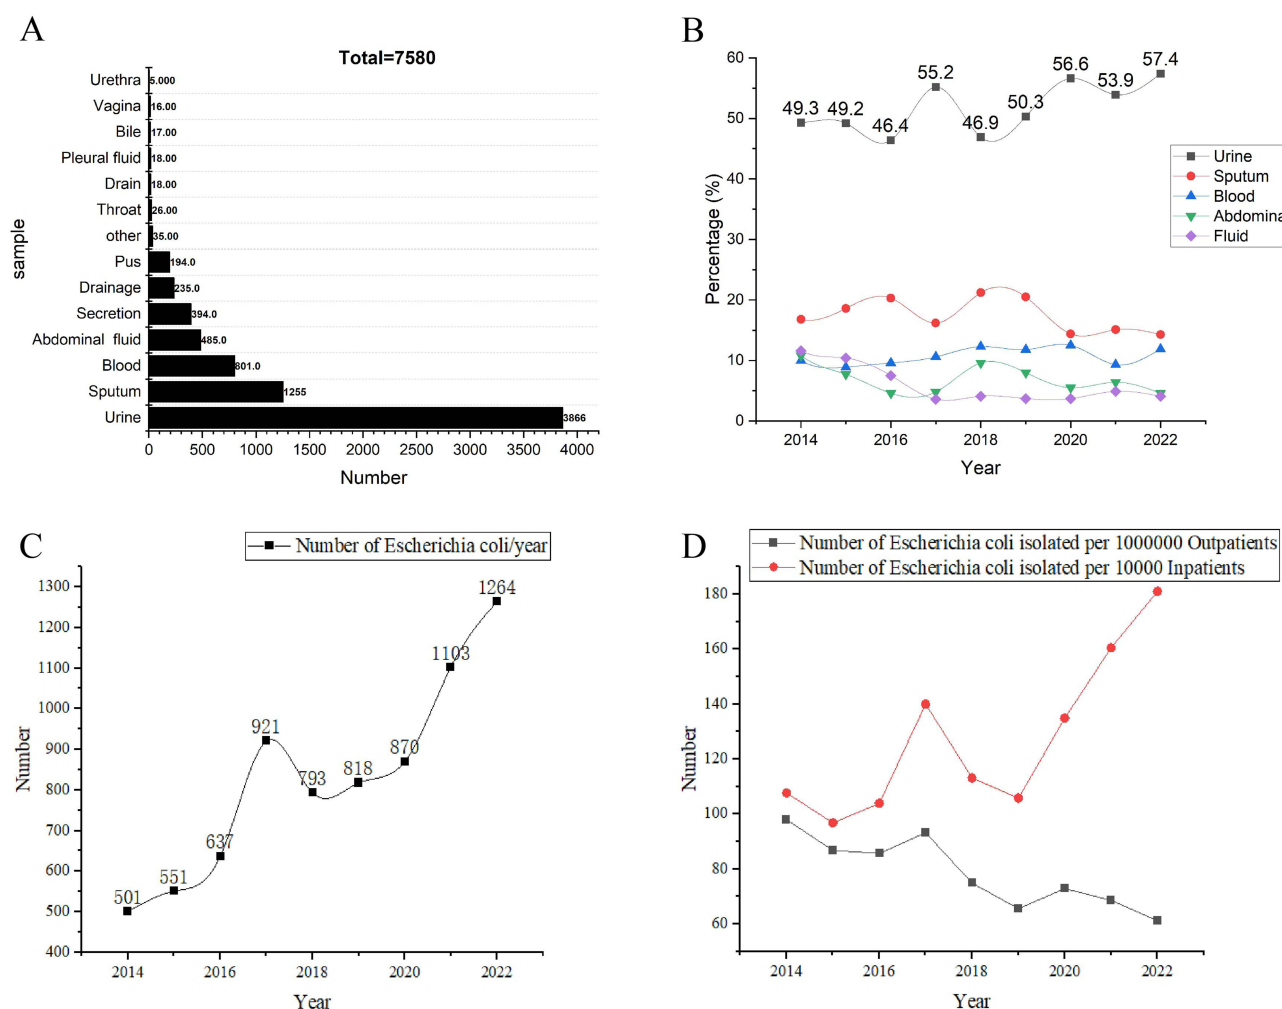 A
Total=7580
Urethra 5.000
Vagina 16.00
Bile 17.00
Pleural fluid 18.00
Drain 18.00
Throat 26.00
other 35.00
Pus 194.0
Drainage 235.0
Secretion 394.0
Abdominal fluid 485.0
Blood 801.0
Sputum 1255
Urine 3866
sample
0 500 1000 1500 2000 2500 3000 3500 4000
Number
B
60
50
40
30
20
10
0
Percentage (%)
49.3 49.2 46.4 55.2 46.9 50.3 56.6 53.9 57.4
Urine
Sputum
Blood
Abdomina
Fluid
2014 2016 2018 2020 2022
Year
C
Number of Escherichia coli/year
1300
1200
1100
1000
900
800
700
600
500
400
Number
501 551 637 921 793 818 870 1103 1264
2014 2016 2018 2020 2022
Year
D
Number of Escherichia coli isolated per 1000000 Outpatients
Number of Escherichia coli isolated per 10000 Inpatients
180
160
140
120
100
80
60
Number
2014 2016 2018 2020 2022
Year